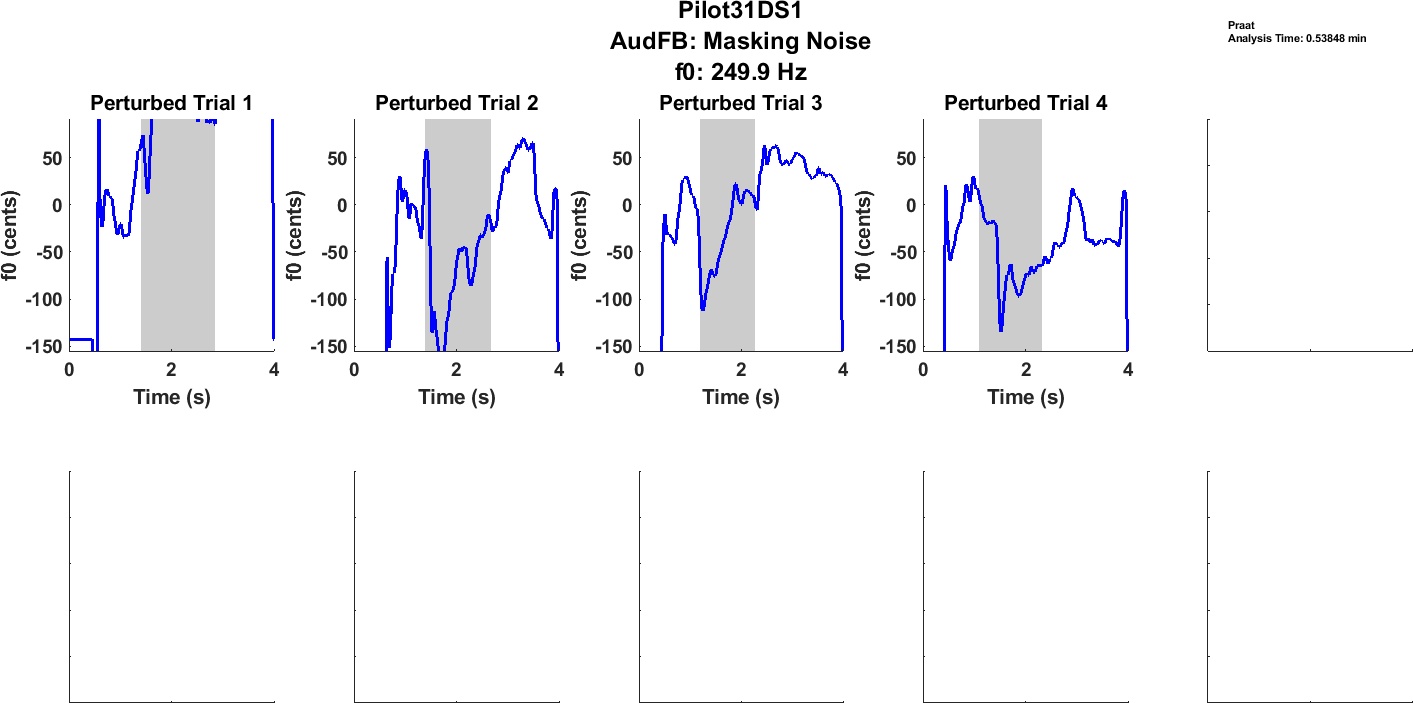 Pilot31DS1
AudFB: Masking Noise
f0: 249.9 Hz
Praat
Analysis Time: 0.53848 min
Perturbed Trial 1
f0 (cents)
50
0
-50
-100
-150
0 2 4
Time (s)
Perturbed Trial 2
f0 (cents)
50
0
-50
-100
-150
0 2 4
Time (s)
Perturbed Trial 3
f0 (cents)
50
0
-50
-100
-150
0 2 4
Time (s)
Perturbed Trial 4
f0 (cents)
50
0
-50
-100
-150
0 2 4
Time (s)